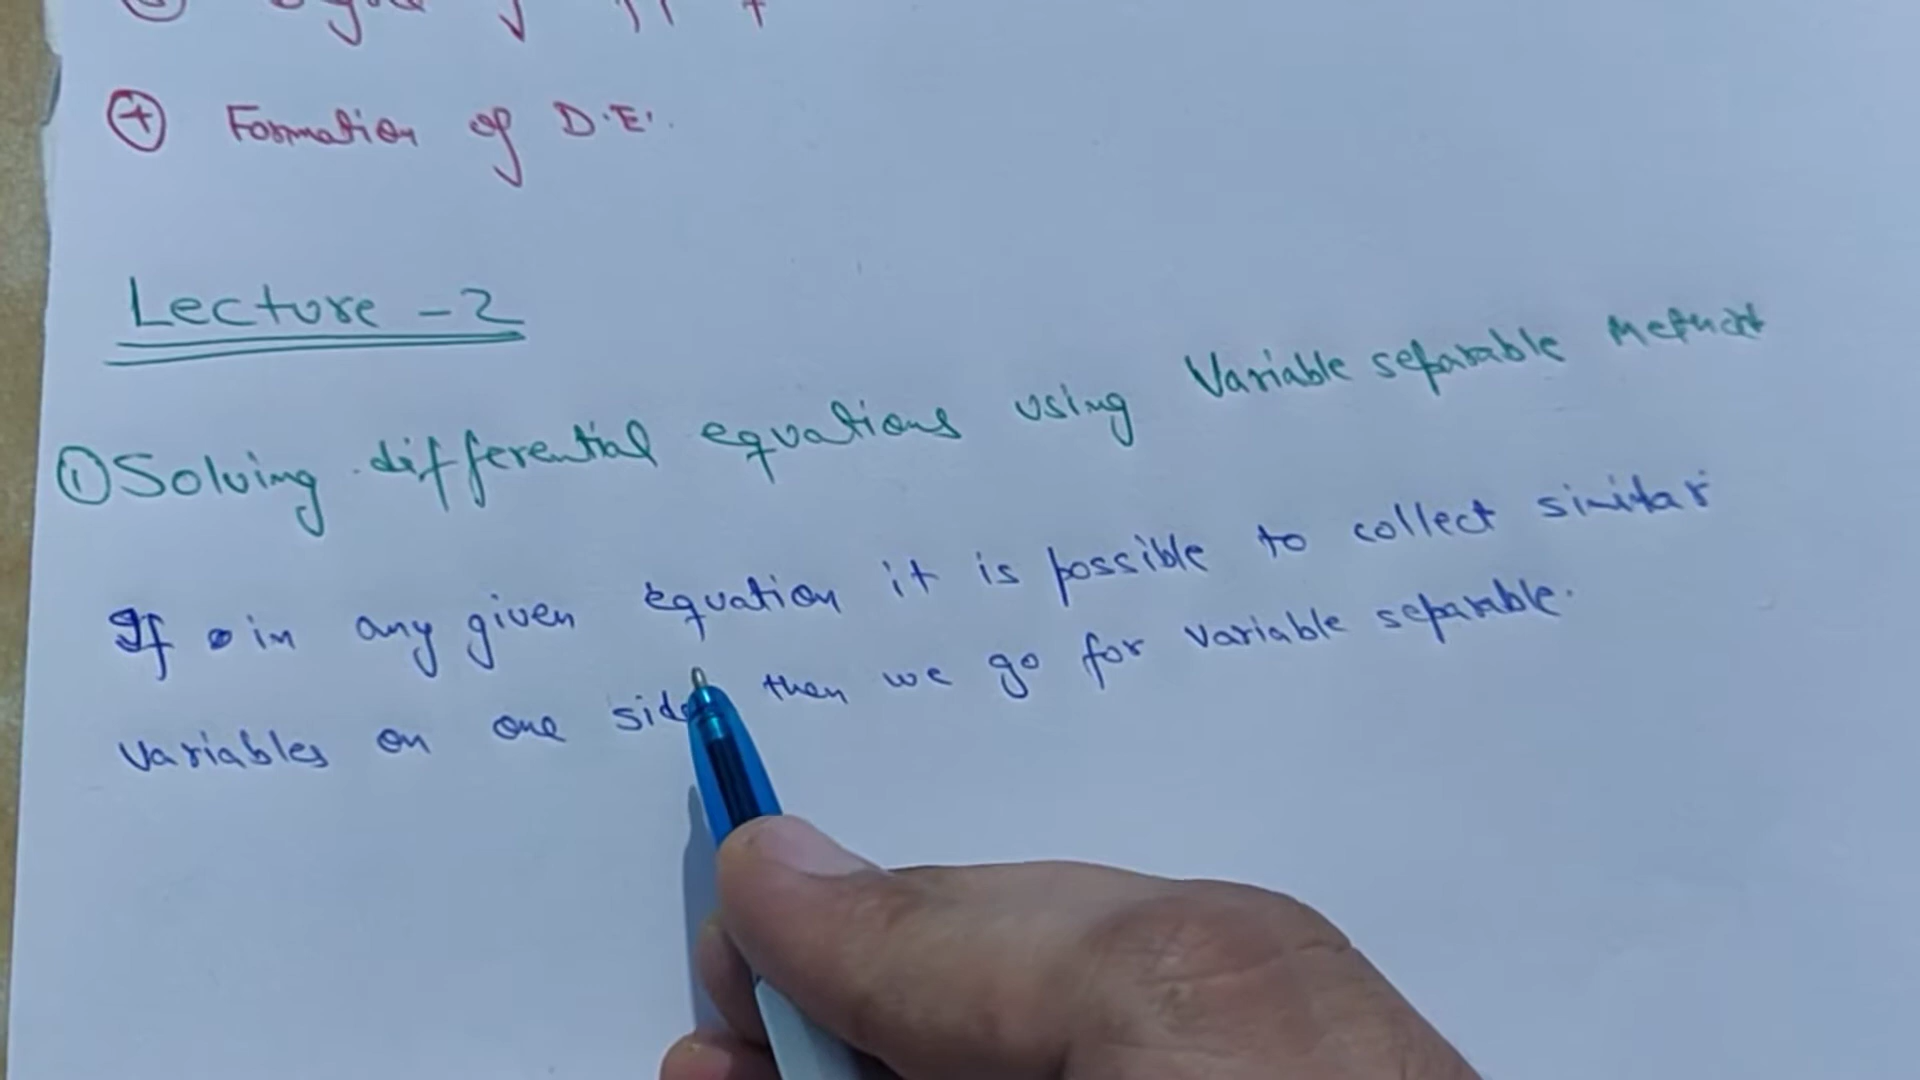 ④ Formation of D.E.
Lecture - 2
① Solving differential equations using Variable separable Method
If in any given equation it is possible to collect similar
variables on one side then we go for variable separable.